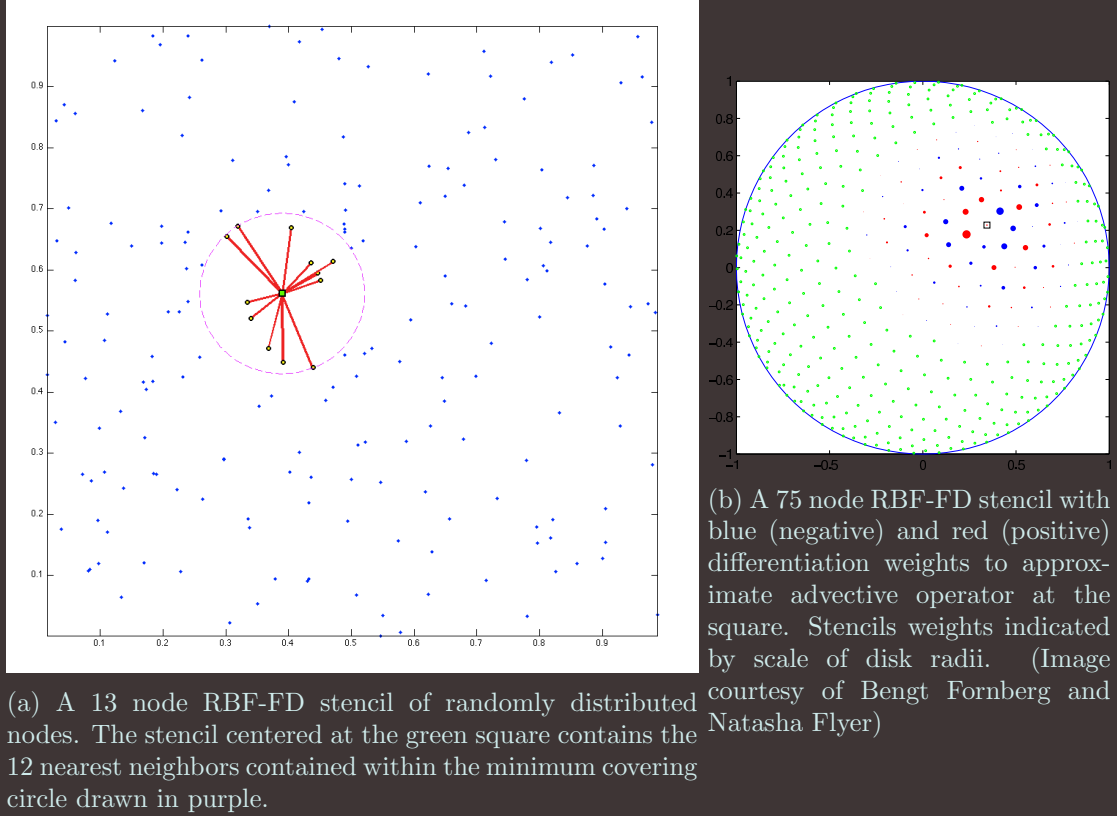 0.9
0.8
0.7
0.6
0.5
0.4
0.3
0.2
0.1
0.1 0.2 0.3 0.4 0.5 0.6 0.7 0.8 0.9
(a) A 13 node RBF-FD stencil of randomly distributed
nodes. The stencil centered at the green square contains the
12 nearest neighbors contained within the minimum covering
circle drawn in purple.
1
0.8
0.6
0.4
0.2
0
−0.2
−0.4
−0.6
−0.8
−1
−1 −0.5 0 0.5 1
(b) A 75 node RBF-FD stencil with
blue (negative) and red (positive)
differentiation weights to approx-
imate advective operator at the
square. Stencils weights indicated
by scale of disk radii. (Image
courtesy of Bengt Fornberg and
Natasha Flyer)